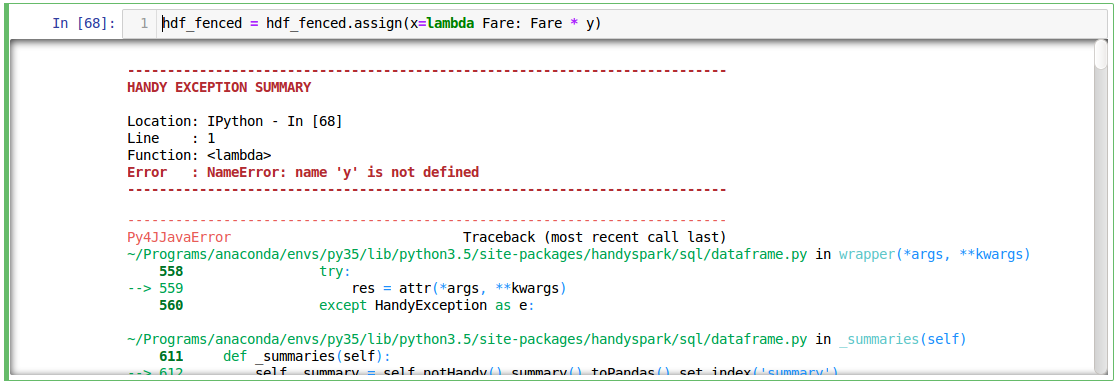 In [68]: 1 hdf_fenced = hdf_fenced.assign(x=lambda Fare: Fare * y)
---------------------------------------------------------------------------
HANDY EXCEPTION SUMMARY
Location: IPython - In [68]
Line    : 1
Function: <lambda>
Error   : NameError: name 'y' is not defined
---------------------------------------------------------------------------
---------------------------------------------------------------------------
Py4JJavaError                             Traceback (most recent call last)
~/Programs/anaconda/envs/py35/lib/python3.5/site-packages/handyspark/sql/dataframe.py in wrapper(*args, **kwargs)
    558                 try:
--> 559                     res = attr(*args, **kwargs)
    560                 except HandyException as e:
~/Programs/anaconda/envs/py35/lib/python3.5/site-packages/handyspark/sql/dataframe.py in _summaries(self)
    611     def _summaries(self):
--> 612         self._summary = self.notHandy().summary().toPandas().set_index('summary')